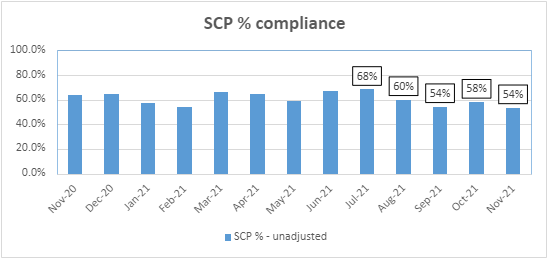 SCP % compliance
100.0%
80.0%
60.0%
40.0%
20.0%
0.0%
68%
60%
54%
58%
54%
Nov-20
Dec-20
Jan-21
Feb-21
Mar-21
Apr-21
May-21
Jun-21
Jul-21
Aug-21
Sep-21
Oct-21
Nov-21
SCP % - unadjusted